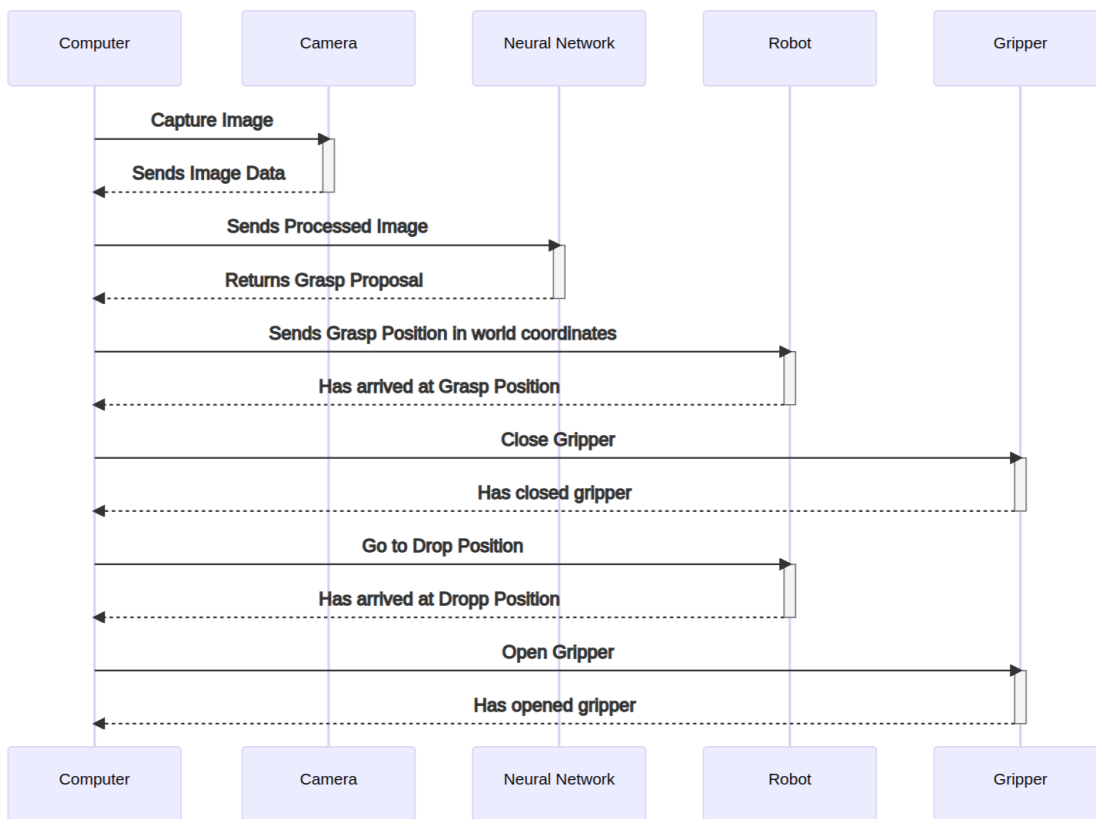 Computer
Camera
Neural Network
Robot
Gripper
Capture Image
Sends Image Data
Sends Processed Image
Returns Grasp Proposal
Sends Grasp Position in world coordinates
Has arrived at Grasp Position
Close Gripper
Has closed gripper
Go to Drop Position
Has arrived at Dropp Position
Open Gripper
Has opened gripper
Computer
Camera
Neural Network
Robot
Gripper